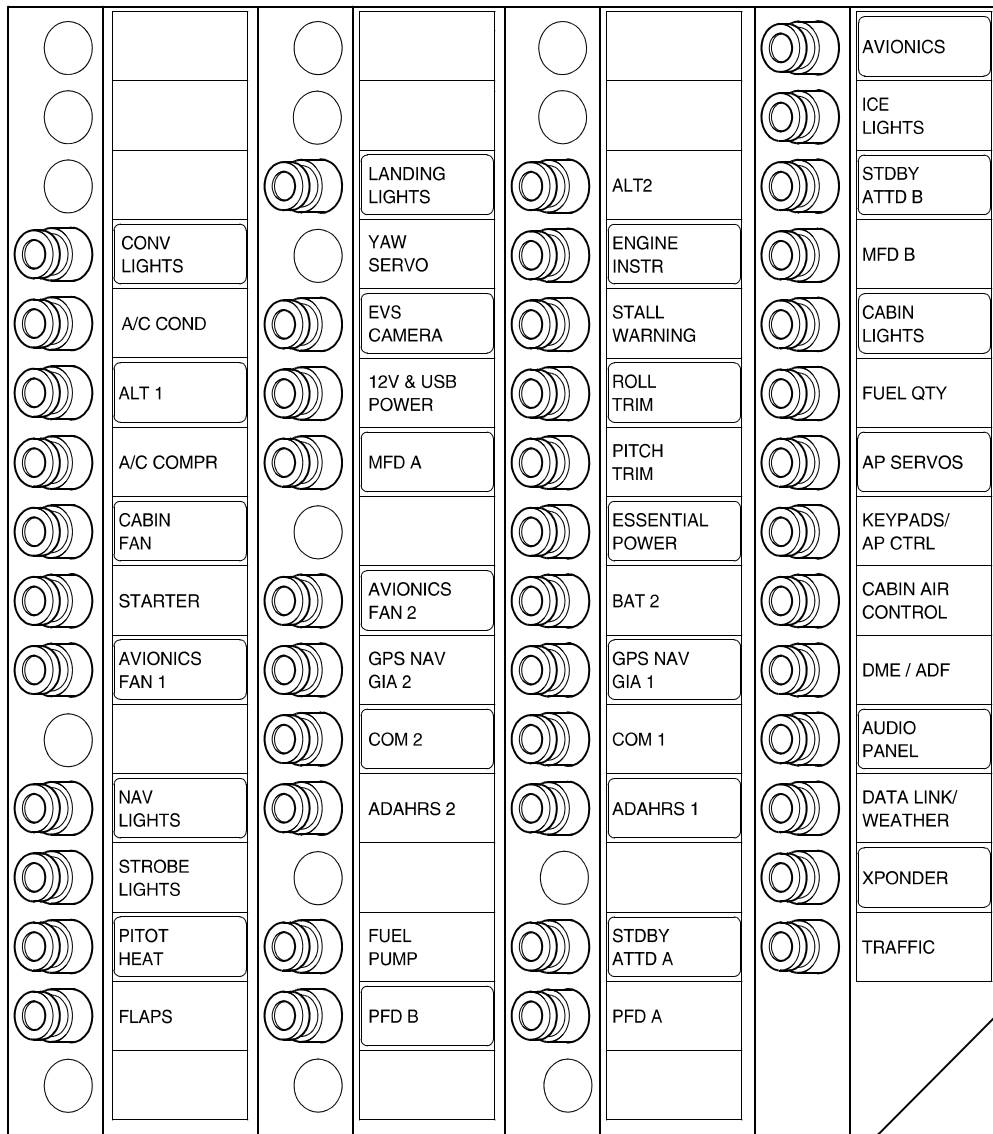 CONV
LIGHTS
A/C COND
ALT 1
A/C COMPR
CABIN
FAN
STARTER
AVIONICS
FAN 1
NAV
LIGHTS
STROBE
LIGHTS
PITOT
HEAT
FLAPS
LANDING
LIGHTS
YAW
SERVO
EVS
CAMERA
12V & USB
POWER
MFD A
AVIONICS
FAN 2
GPS NAV
GIA 2
COM 2
ADAHRS 2
FUEL
PUMP
PFD B
ALT2
ENGINE
INSTR
STALL
WARNING
ROLL
TRIM
PITCH
TRIM
ESSENTIAL
POWER
BAT 2
GPS NAV
GIA 1
COM 1
ADAHRS 1
STDBY
ATTD A
PFD A
AVIONICS
ICE
LIGHTS
STDBY
ATTD B
MFD B
CABIN
LIGHTS
FUEL QTY
AP SERVOS
KEYPADS/
AP CTRL
CABIN AIR
CONTROL
DME / ADF
AUDIO
PANEL
DATA LINK/
WEATHER
XPONDER
TRAFFIC